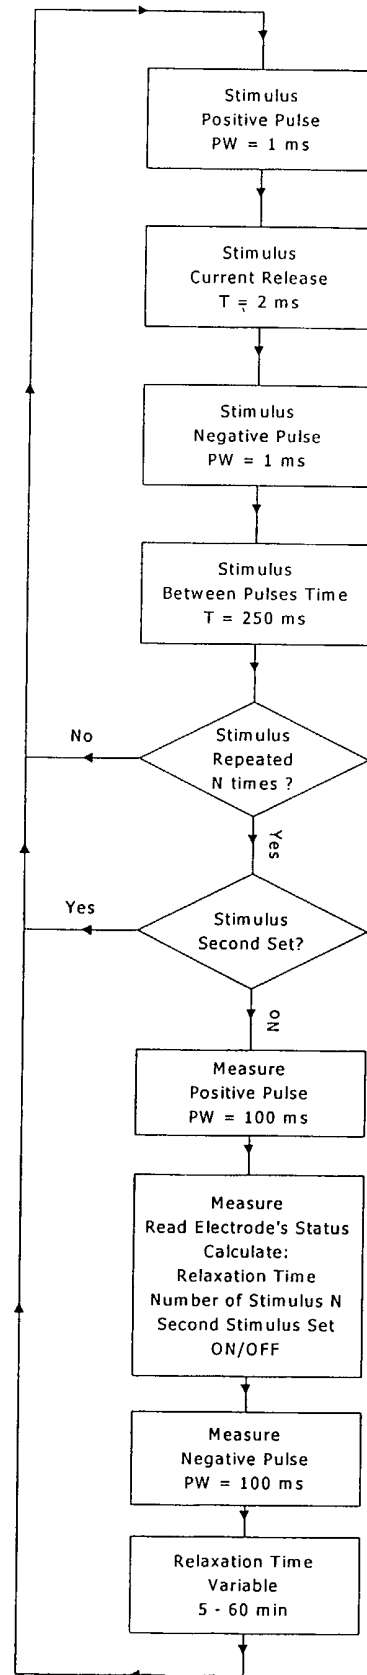 Stimulus
Positive Pulse
PW = 1 ms
Stimulus
Current Release
T = 2 ms
Stimulus
Negative Pulse
PW = 1 ms
Stimulus
Between Pulses Time
T = 250 ms
No
Stimulus
Repeated
N times ?
Yes
Yes
Stimulus
Second Set?
NO
Measure
Positive Pulse
PW = 100 ms
Measure
Read Electrode's Status
Calculate:
Relaxation Time
Number of Stimulus N
Second Stimulus Set
ON/OFF
Measure
Negative Pulse
PW = 100 ms
Relaxation Time
Variable
5 - 60 min